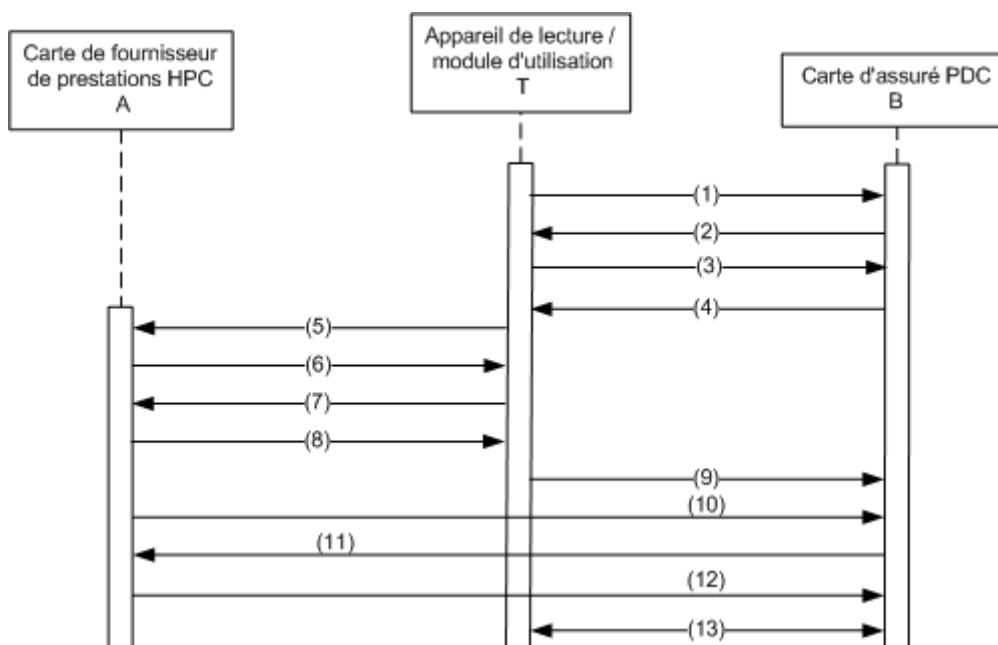 Carte de fournisseur
de prestations HPC
A
Appareil de lecture /
module d'utilisation
T
Carte d'assuré PDC
B
(1)
(2)
(3)
(4)
(5)
(6)
(7)
(8)
(9)
(10)
(11)
(12)
(13)